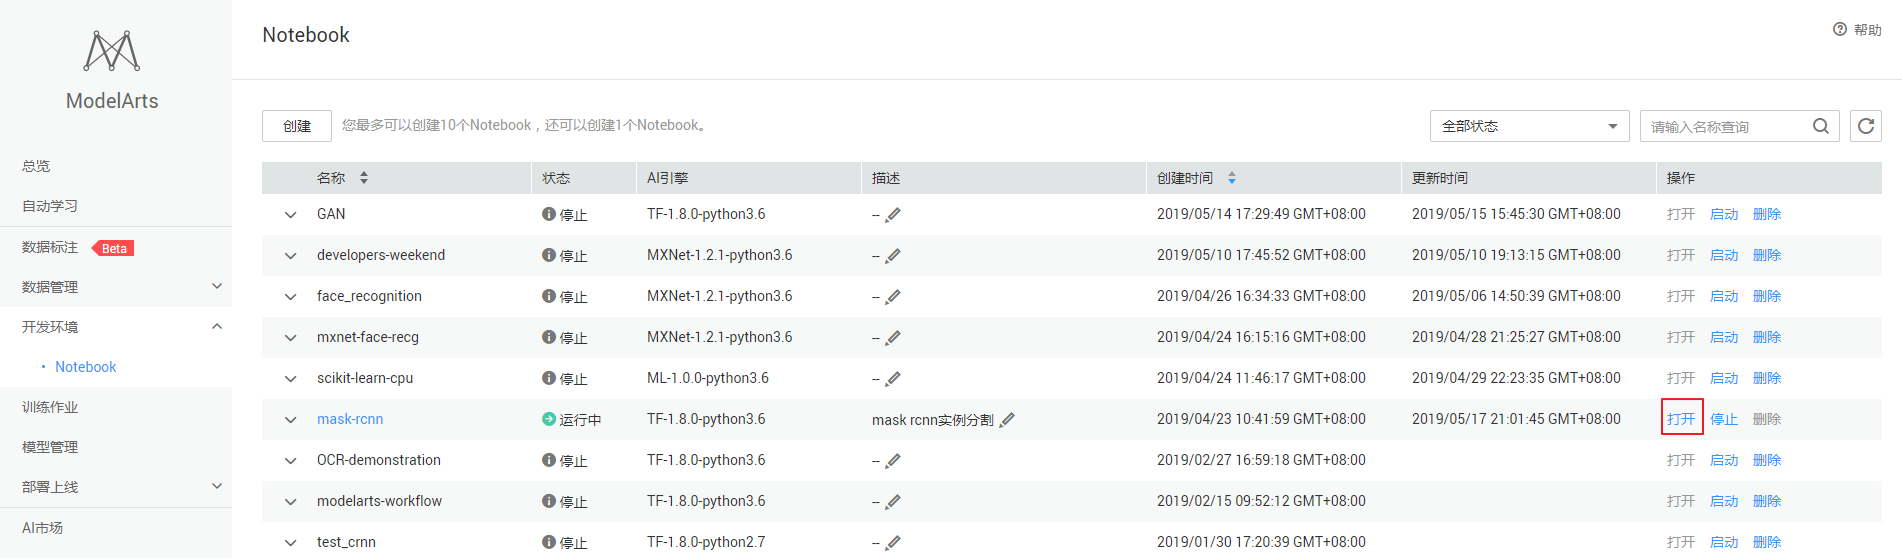 ModelArts
总览
自动学习
数据标注 Beta
数据管理
开发环境
· Notebook
训练作业
模型管理
部署上线
AI市场
Notebook
帮助
创建 您最多可以创建10个Notebook，还可以创建1个Notebook。 全部状态 请输入名称查询
名称 状态 AI引擎 描述 创建时间 更新时间 操作
GAN 停止 TF-1.8.0-python3.6 -- 2019/05/14 17:29:49 GMT+08:00 2019/05/15 15:45:30 GMT+08:00 打开 启动 删除
developers-weekend 停止 MXNet-1.2.1-python3.6 -- 2019/05/10 17:45:52 GMT+08:00 2019/05/10 19:13:15 GMT+08:00 打开 启动 删除
face_recognition 停止 MXNet-1.2.1-python3.6 -- 2019/04/26 16:34:33 GMT+08:00 2019/05/06 14:50:39 GMT+08:00 打开 启动 删除
mxnet-face-recg 停止 MXNet-1.2.1-python3.6 -- 2019/04/24 16:15:16 GMT+08:00 2019/04/28 21:25:27 GMT+08:00 打开 启动 删除
scikit-learn-cpu 停止 ML-1.0.0-python3.6 -- 2019/04/24 11:46:17 GMT+08:00 2019/04/29 22:23:35 GMT+08:00 打开 启动 删除
mask-rcnn 运行中 TF-1.8.0-python3.6 mask rcnn实例分割 2019/04/23 10:41:59 GMT+08:00 2019/05/17 21:01:45 GMT+08:00 打开 停止 删除
OCR-demonstration 停止 TF-1.8.0-python3.6 -- 2019/02/27 16:59:18 GMT+08:00 打开 启动 删除
modelarts-workflow 停止 TF-1.8.0-python3.6 -- 2019/02/15 09:52:12 GMT+08:00 打开 启动 删除
test_crnn 停止 TF-1.8.0-python2.7 -- 2019/01/30 17:20:39 GMT+08:00 打开 启动 删除